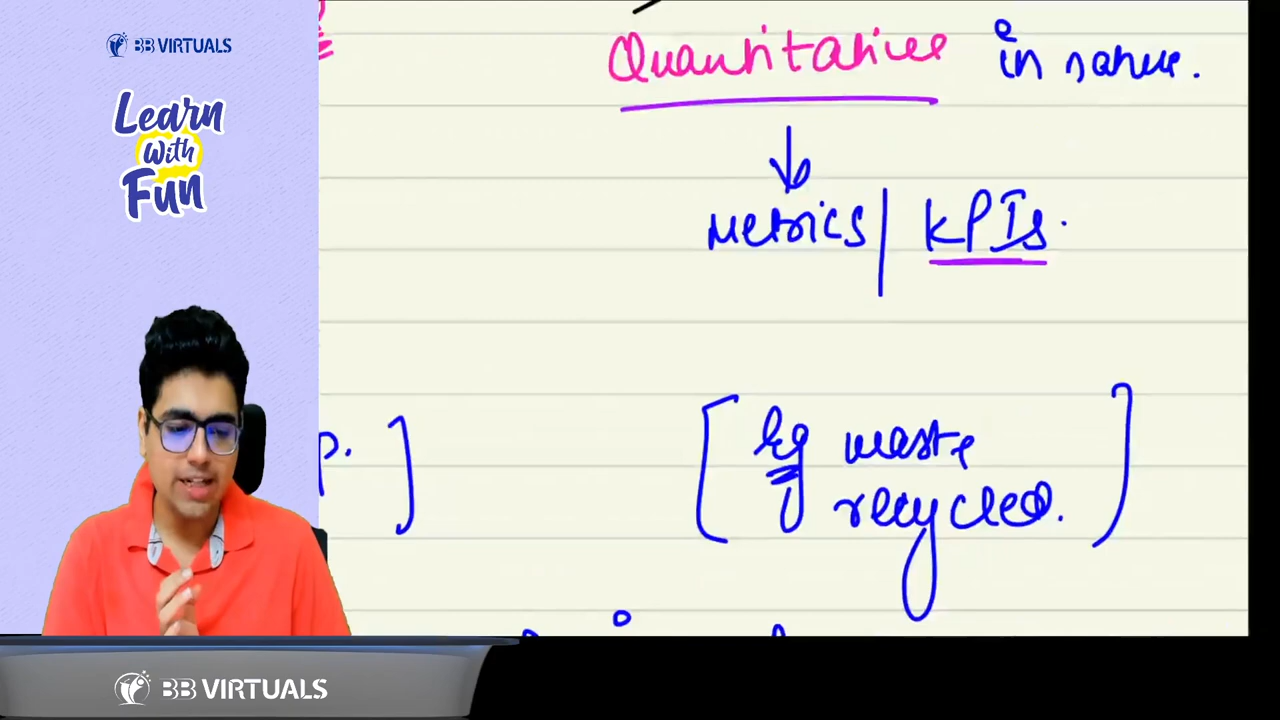 BB VIRTUALS
Learn
With
Fun
Quantitative in nature.
Metrics / KPIs.
p. ]
[ kg waste
recycled. ]
BB VIRTUALS